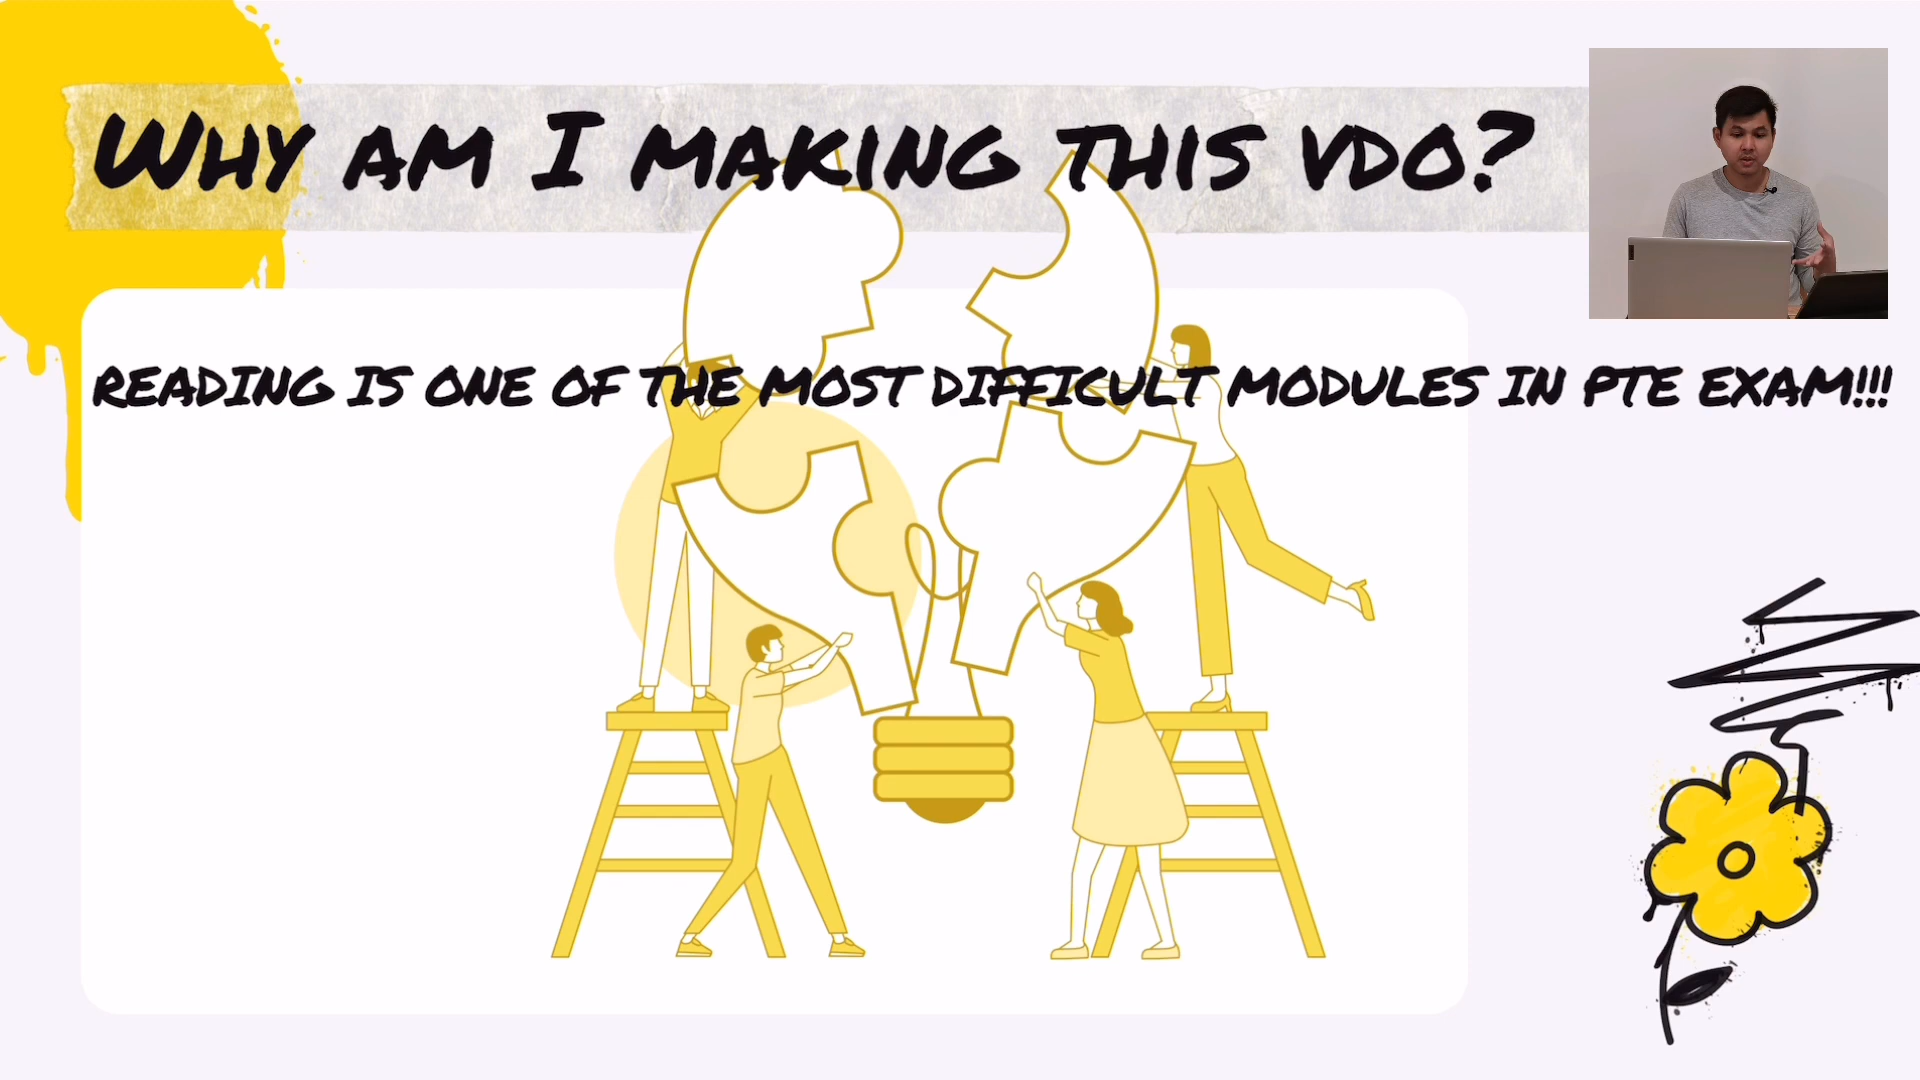 WHY AM I MAKING THIS VDO?
READING IS ONE OF THE MOST DIFFICULT MODULES IN PTE EXAM!!!